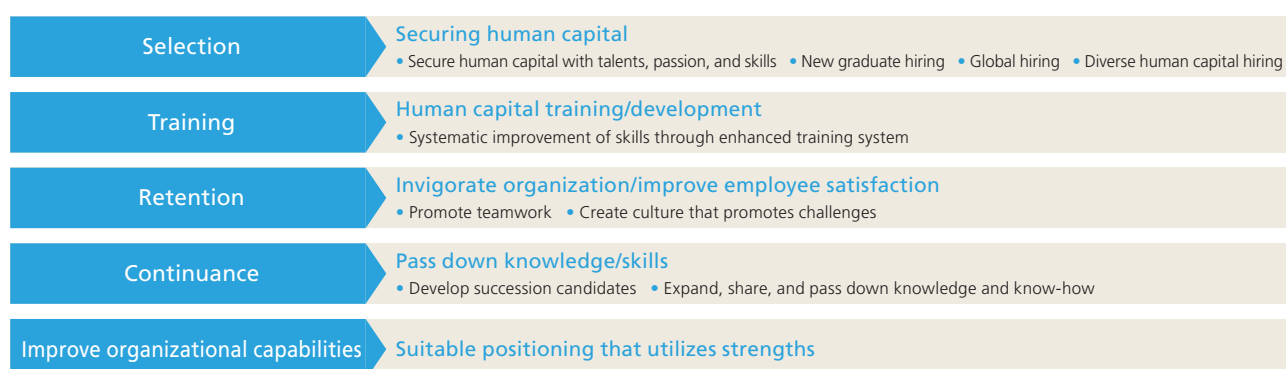 Selection
Securing human capital
• Secure human capital with talents, passion, and skills • New graduate hiring • Global hiring • Diverse human capital hiring
Training
Human capital training/development
• Systematic improvement of skills through enhanced training system
Retention
Invigorate organization/improve employee satisfaction
• Promote teamwork • Create culture that promotes challenges
Continuance
Pass down knowledge/skills
• Develop succession candidates • Expand, share, and pass down knowledge and know-how
Improve organizational capabilities
Suitable positioning that utilizes strengths